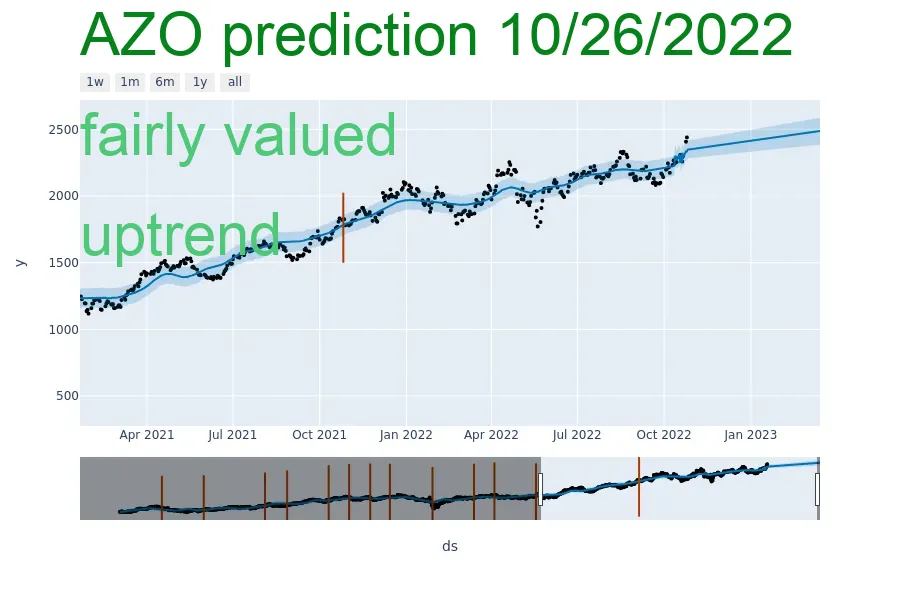 AZO prediction 10/26/2022
1w 1m 6m 1y all
fairly valued
uptrend
2500
2000
1500
1000
500
y
Apr 2021 Jul 2021 Oct 2021 Jan 2022 Apr 2022 Jul 2022 Oct 2022 Jan 2023
ds